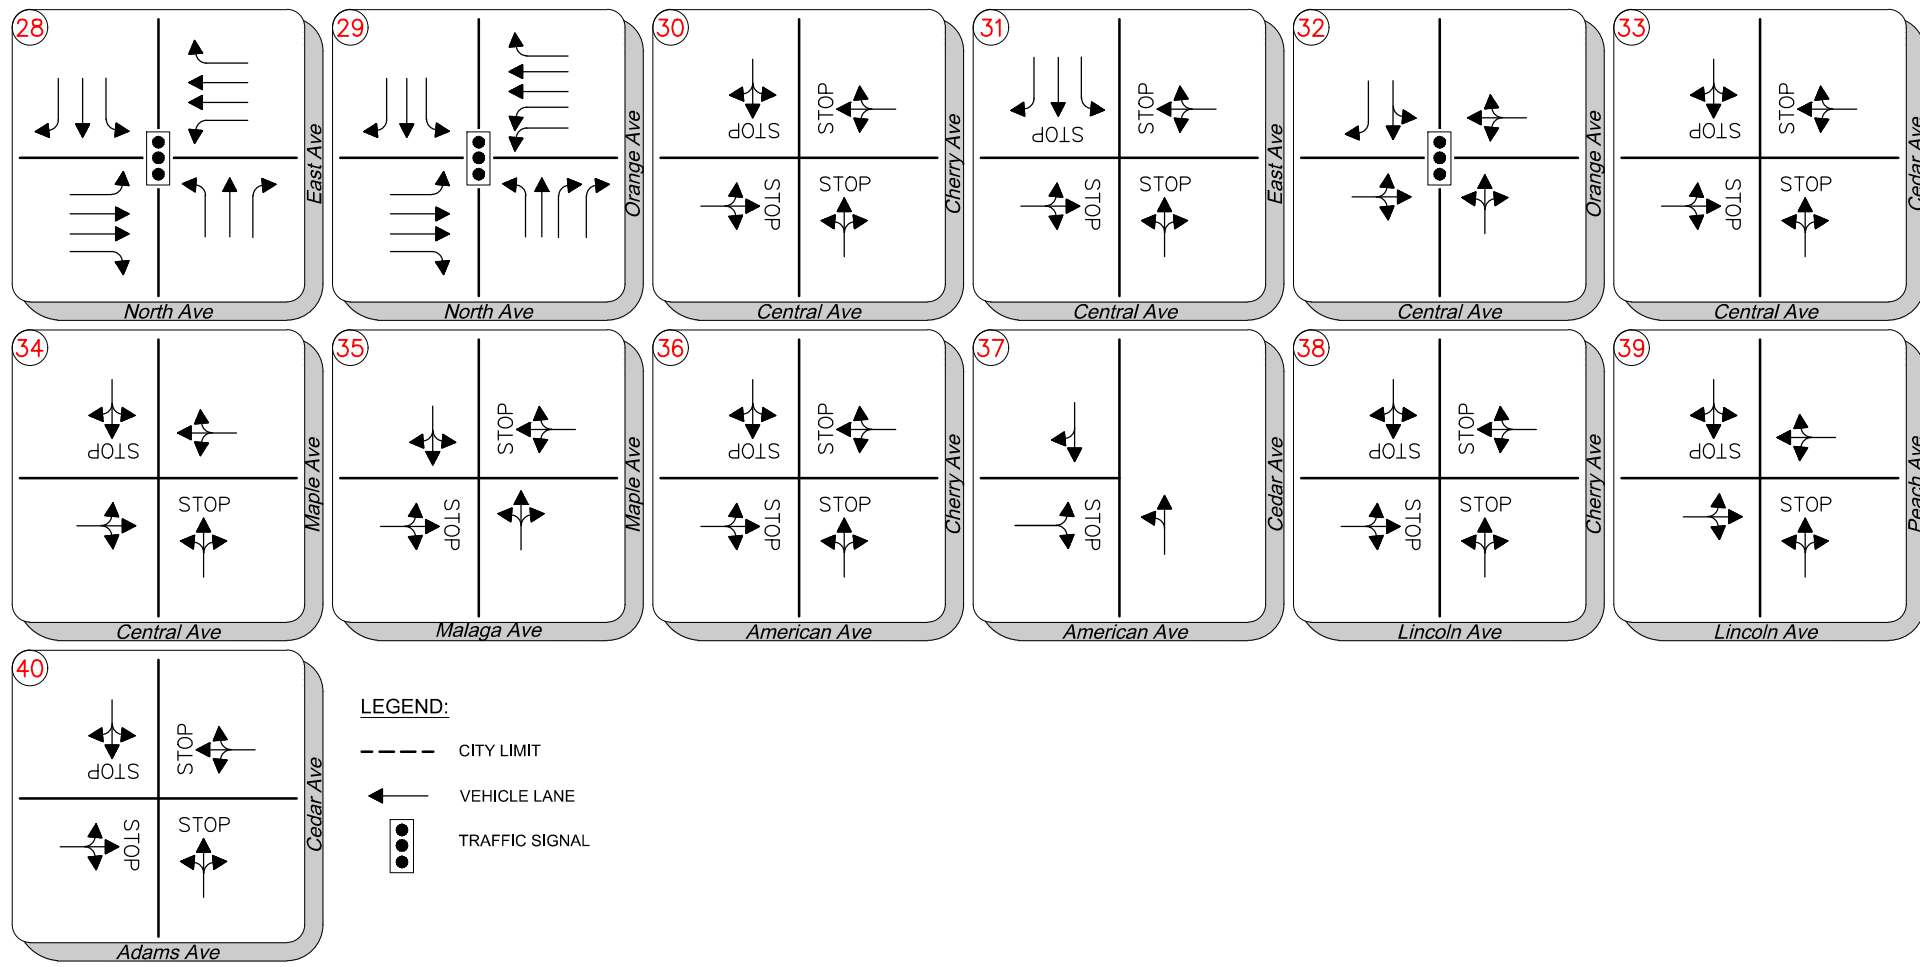 28
East Ave
North Ave
29
Orange Ave
North Ave
30
STOP
STOP
STOP
STOP
Cherry Ave
Central Ave
31
STOP
STOP
STOP
STOP
East Ave
Central Ave
32
Orange Ave
Central Ave
33
STOP
STOP
STOP
STOP
Cedar Ave
Central Ave
34
STOP
STOP
Maple Ave
Central Ave
35
STOP
STOP
Maple Ave
Malaga Ave
36
STOP
STOP
STOP
STOP
Cherry Ave
American Ave
37
STOP
Cedar Ave
American Ave
38
STOP
STOP
STOP
STOP
Cherry Ave
Lincoln Ave
39
STOP
STOP
Peach Ave
Lincoln Ave
40
STOP
STOP
STOP
STOP
Cedar Ave
Adams Ave
LEGEND:
CITY LIMIT
VEHICLE LANE
TRAFFIC SIGNAL